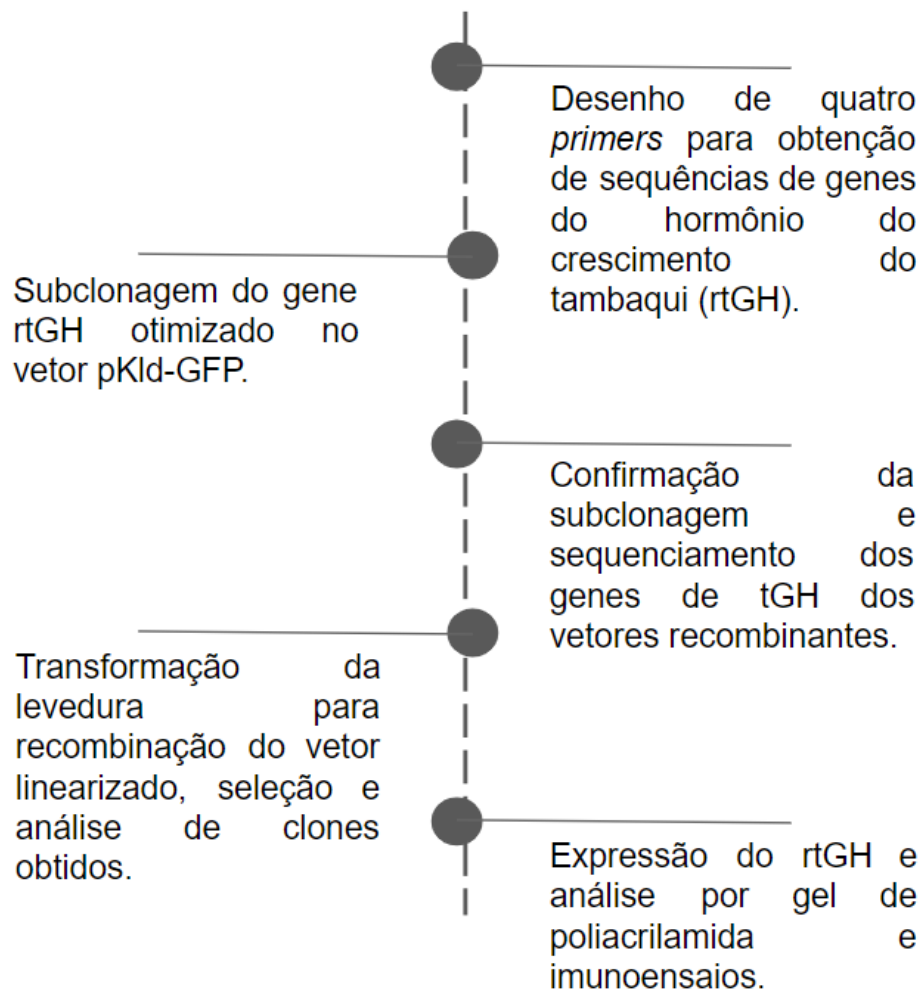 Desenho de quatro
primers para obtenção
de sequências de genes
do hormônio do
crescimento do
tambaqui (rtGH).
Subclonagem do gene
rtGH otimizado no
vetor pKld-GFP.
Confirmação da
subclonagem e
sequenciamento dos
genes de tGH dos
vetores recombinantes.
Transformação da
levedura para
recombinação do vetor
linearizado, seleção e
análise de clones
obtidos.
Expressão do rtGH e
análise por gel de
poliacrilamida e
imunoensaios.